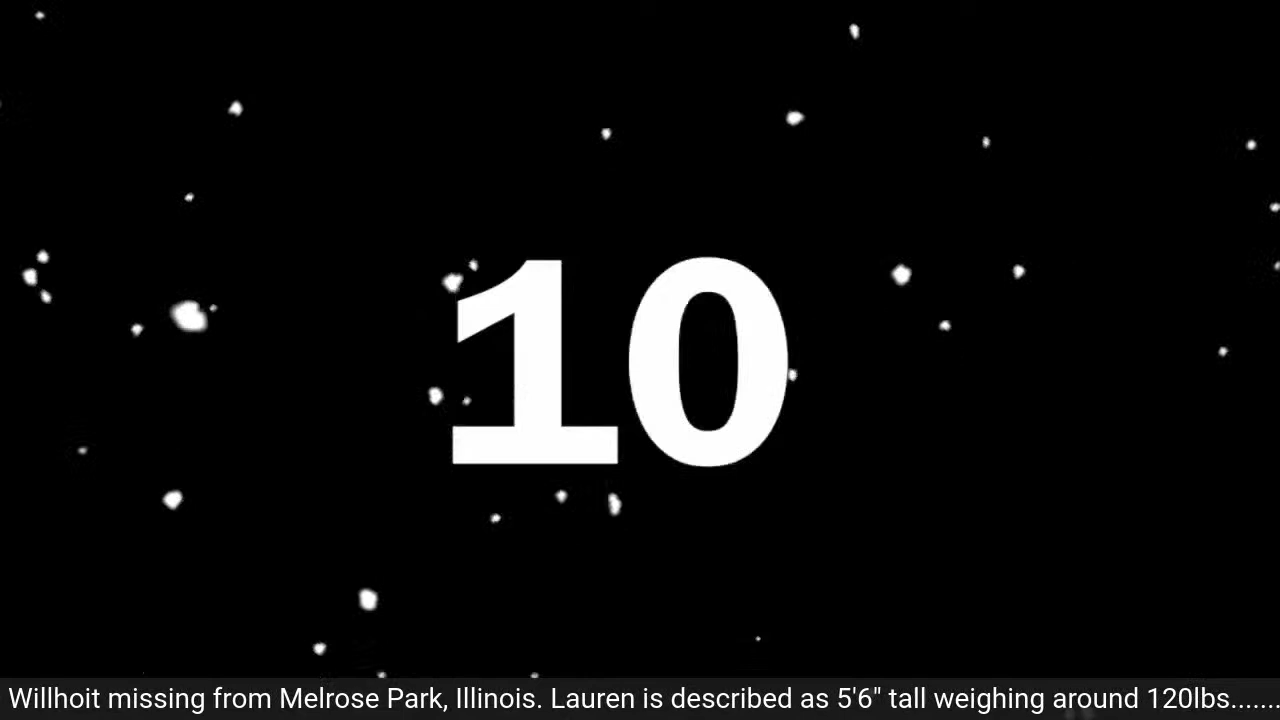 10
Willhoit missing from Melrose Park, Illinois. Lauren is described as 5'6" tall weighing around 120lbs.......